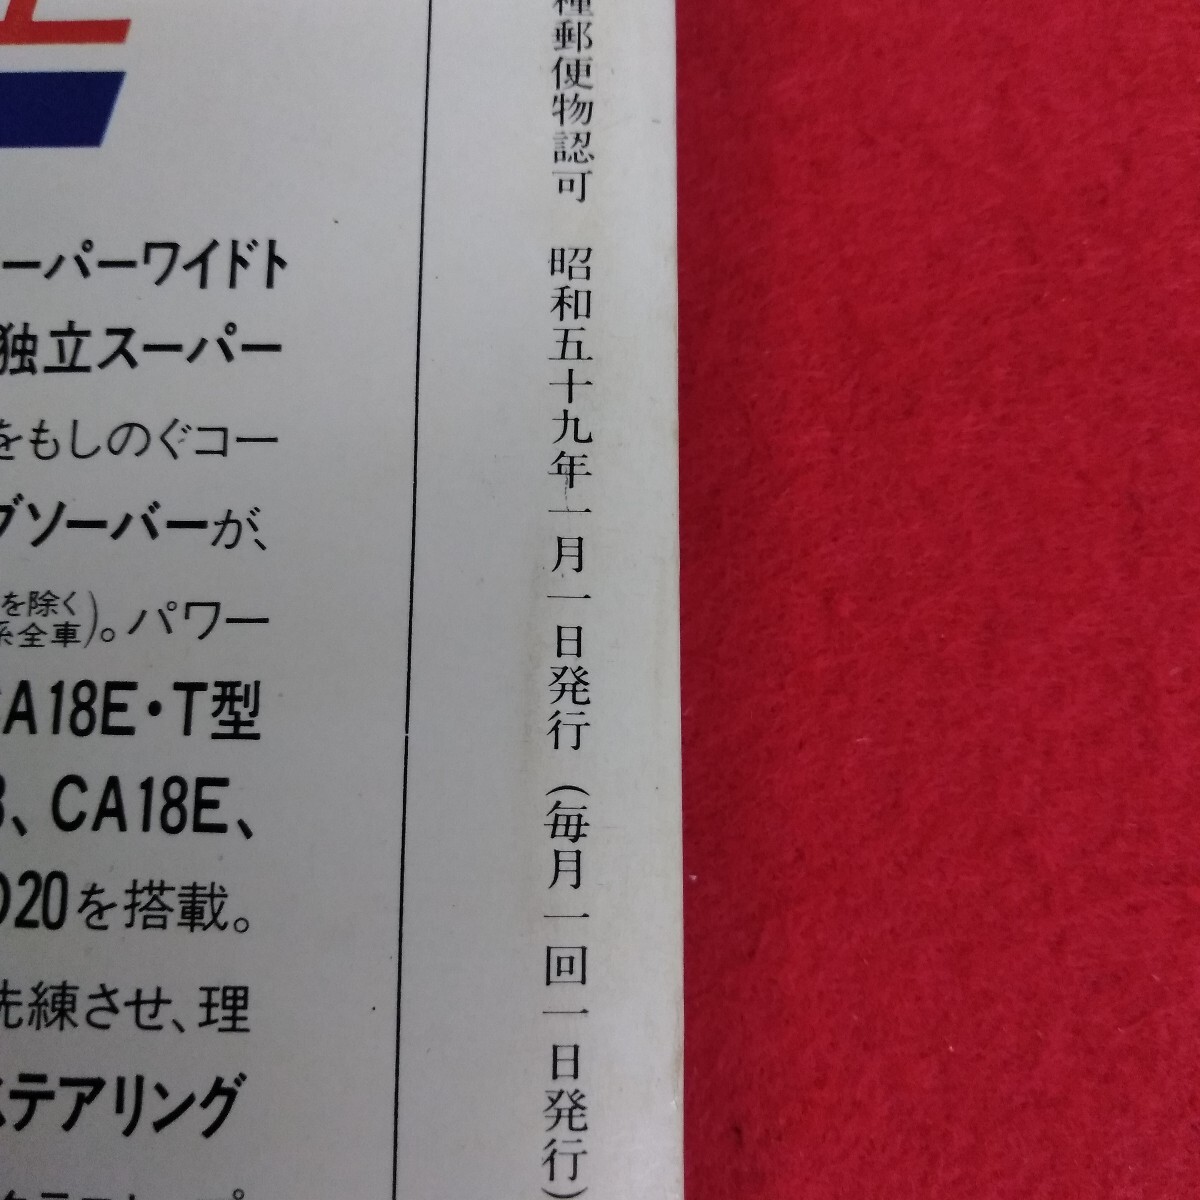 種郵便物認可 昭和五十九年一月一日発行(毎月一回一日発行)
ーパーワイドト
独立スーパー
をもしのぐコー
ブソーバーが、
を除く
系全車)。パワー
CA18E・T型
、CA18E、
D20を搭載。
洗練させ、理
ステアリング